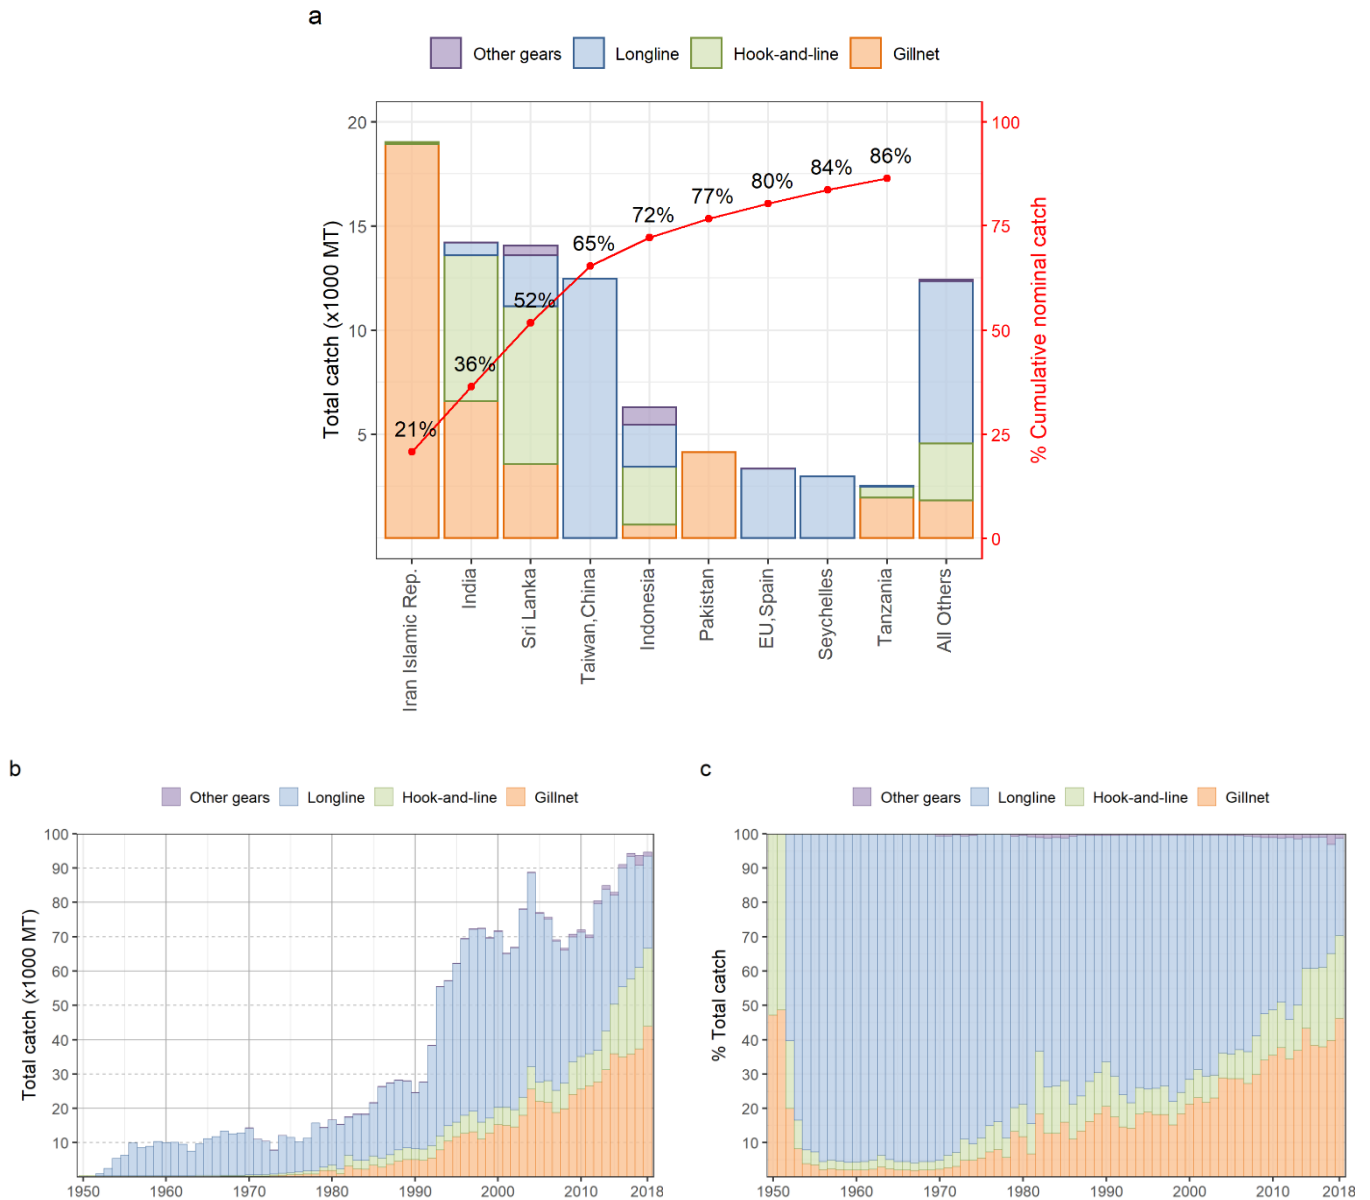 a
Other gears Longline Hook-and-line Gillnet
Total catch (x1000 MT)
20
15
10
5
% Cumulative nominal catch
100
75
50
25
0
21%
36%
52%
65%
72%
77%
80%
84%
86%
Iran Islamic Rep.
India
Sri Lanka
Taiwan,China
Indonesia
Pakistan
EU,Spain
Seychelles
Tanzania
All Others
b
Other gears Longline Hook-and-line Gillnet
Total catch (x1000 MT)
100
90
80
70
60
50
40
30
20
10
1950 1960 1970 1980 1990 2000 2010 2018
c
Other gears Longline Hook-and-line Gillnet
% Total catch
100
90
80
70
60
50
40
30
20
10
1950 1960 1970 1980 1990 2000 2010 2018